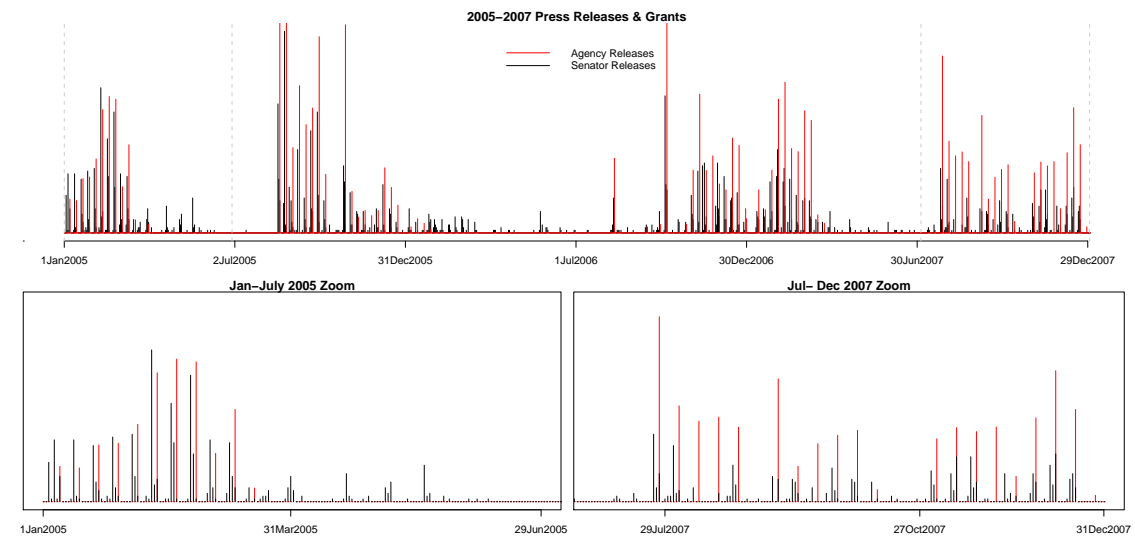 2005–2007 Press Releases & Grants
Agency Releases
Senator Releases
1Jan2005 2Jul2005 31Dec2005 1Jul2006 30Dec2006 30Jun2007 29Dec2007
Jan–July 2005 Zoom
Jul– Dec 2007 Zoom
1Jan2005 31Mar2005 29Jun2005
29Jul2007 27Oct2007 31Dec2007